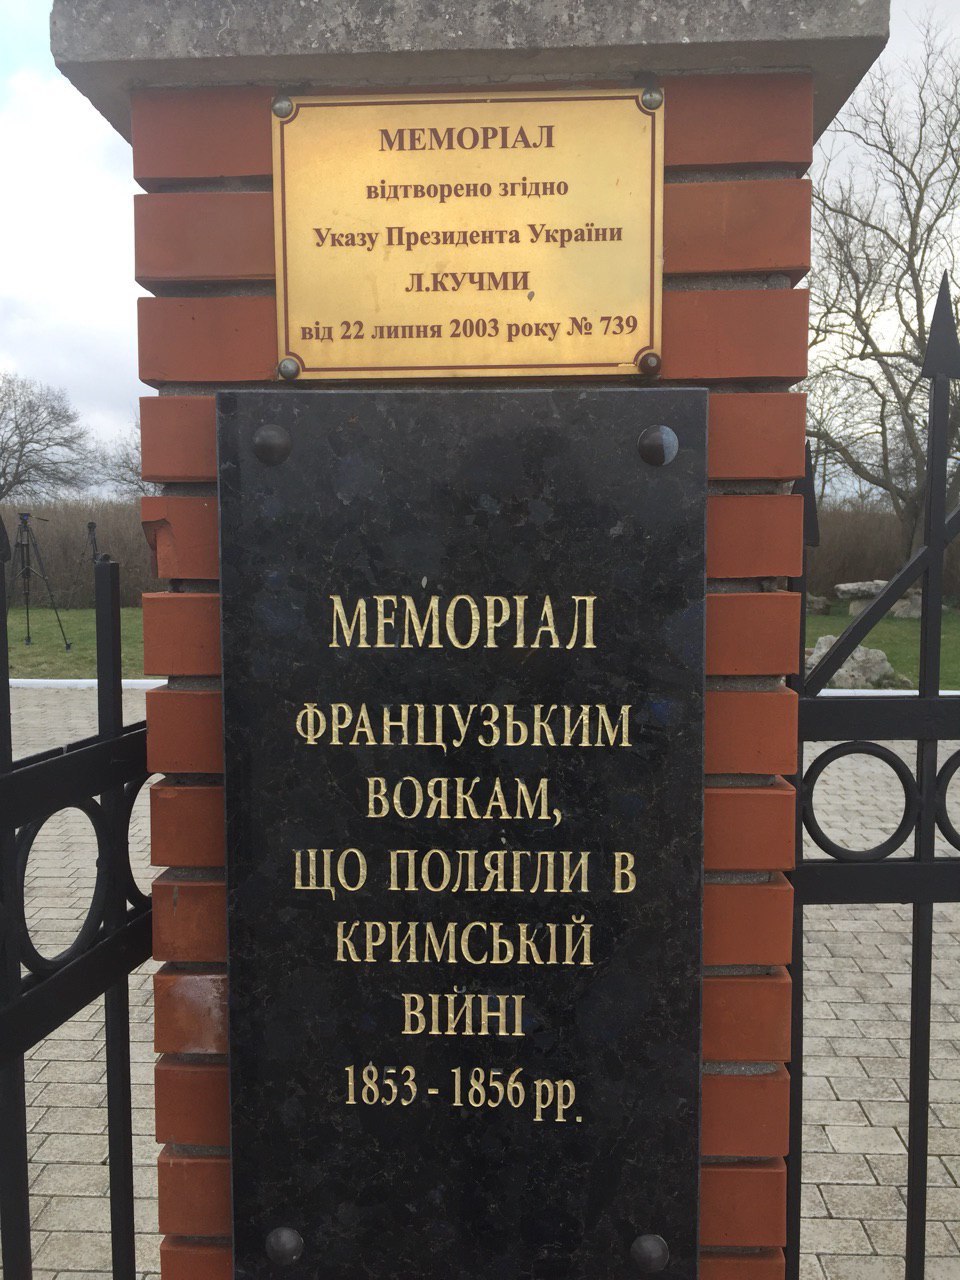 МЕМОРІАЛ
відтворено згідно
Указу Президента України
Л.КУЧМИ
від 22 липня 2003 року № 739
МЕМОРІАЛ
ФРАНЦУЗЬКИМ
ВОЯКАМ,
ЩО ПОЛЯГЛИ В
КРИМСЬКІЙ
ВІЙНІ
1853 - 1856 рр.